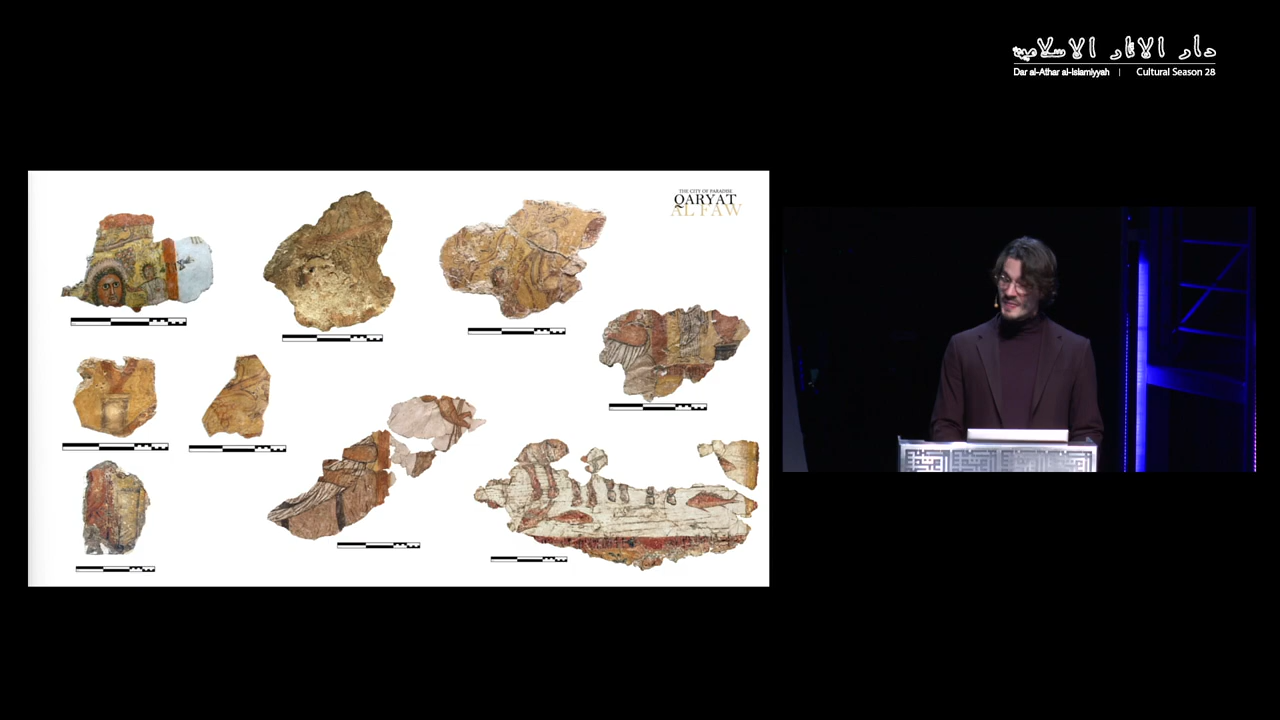 دار الآثار الإسلامية
Dar al-Athar al-Islamiyyah | Cultural Season 28
THE CITY OF PARADISE
QARYAT
AL FAW